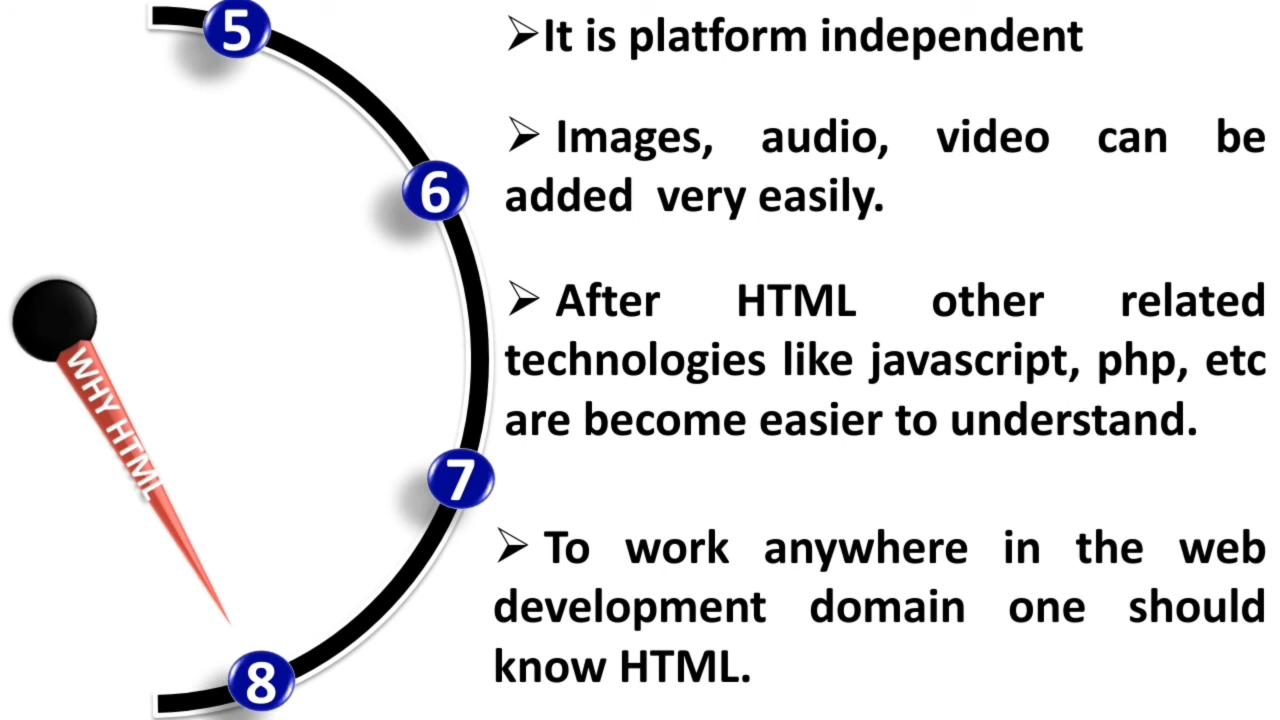 5
➢It is platform independent
➢ Images, audio, video can be
added very easily.
6
➢ After HTML other related
technologies like javascript, php, etc
are become easier to understand.
WHY HTML
7
➢ To work anywhere in the web
development domain one should
know HTML.
8